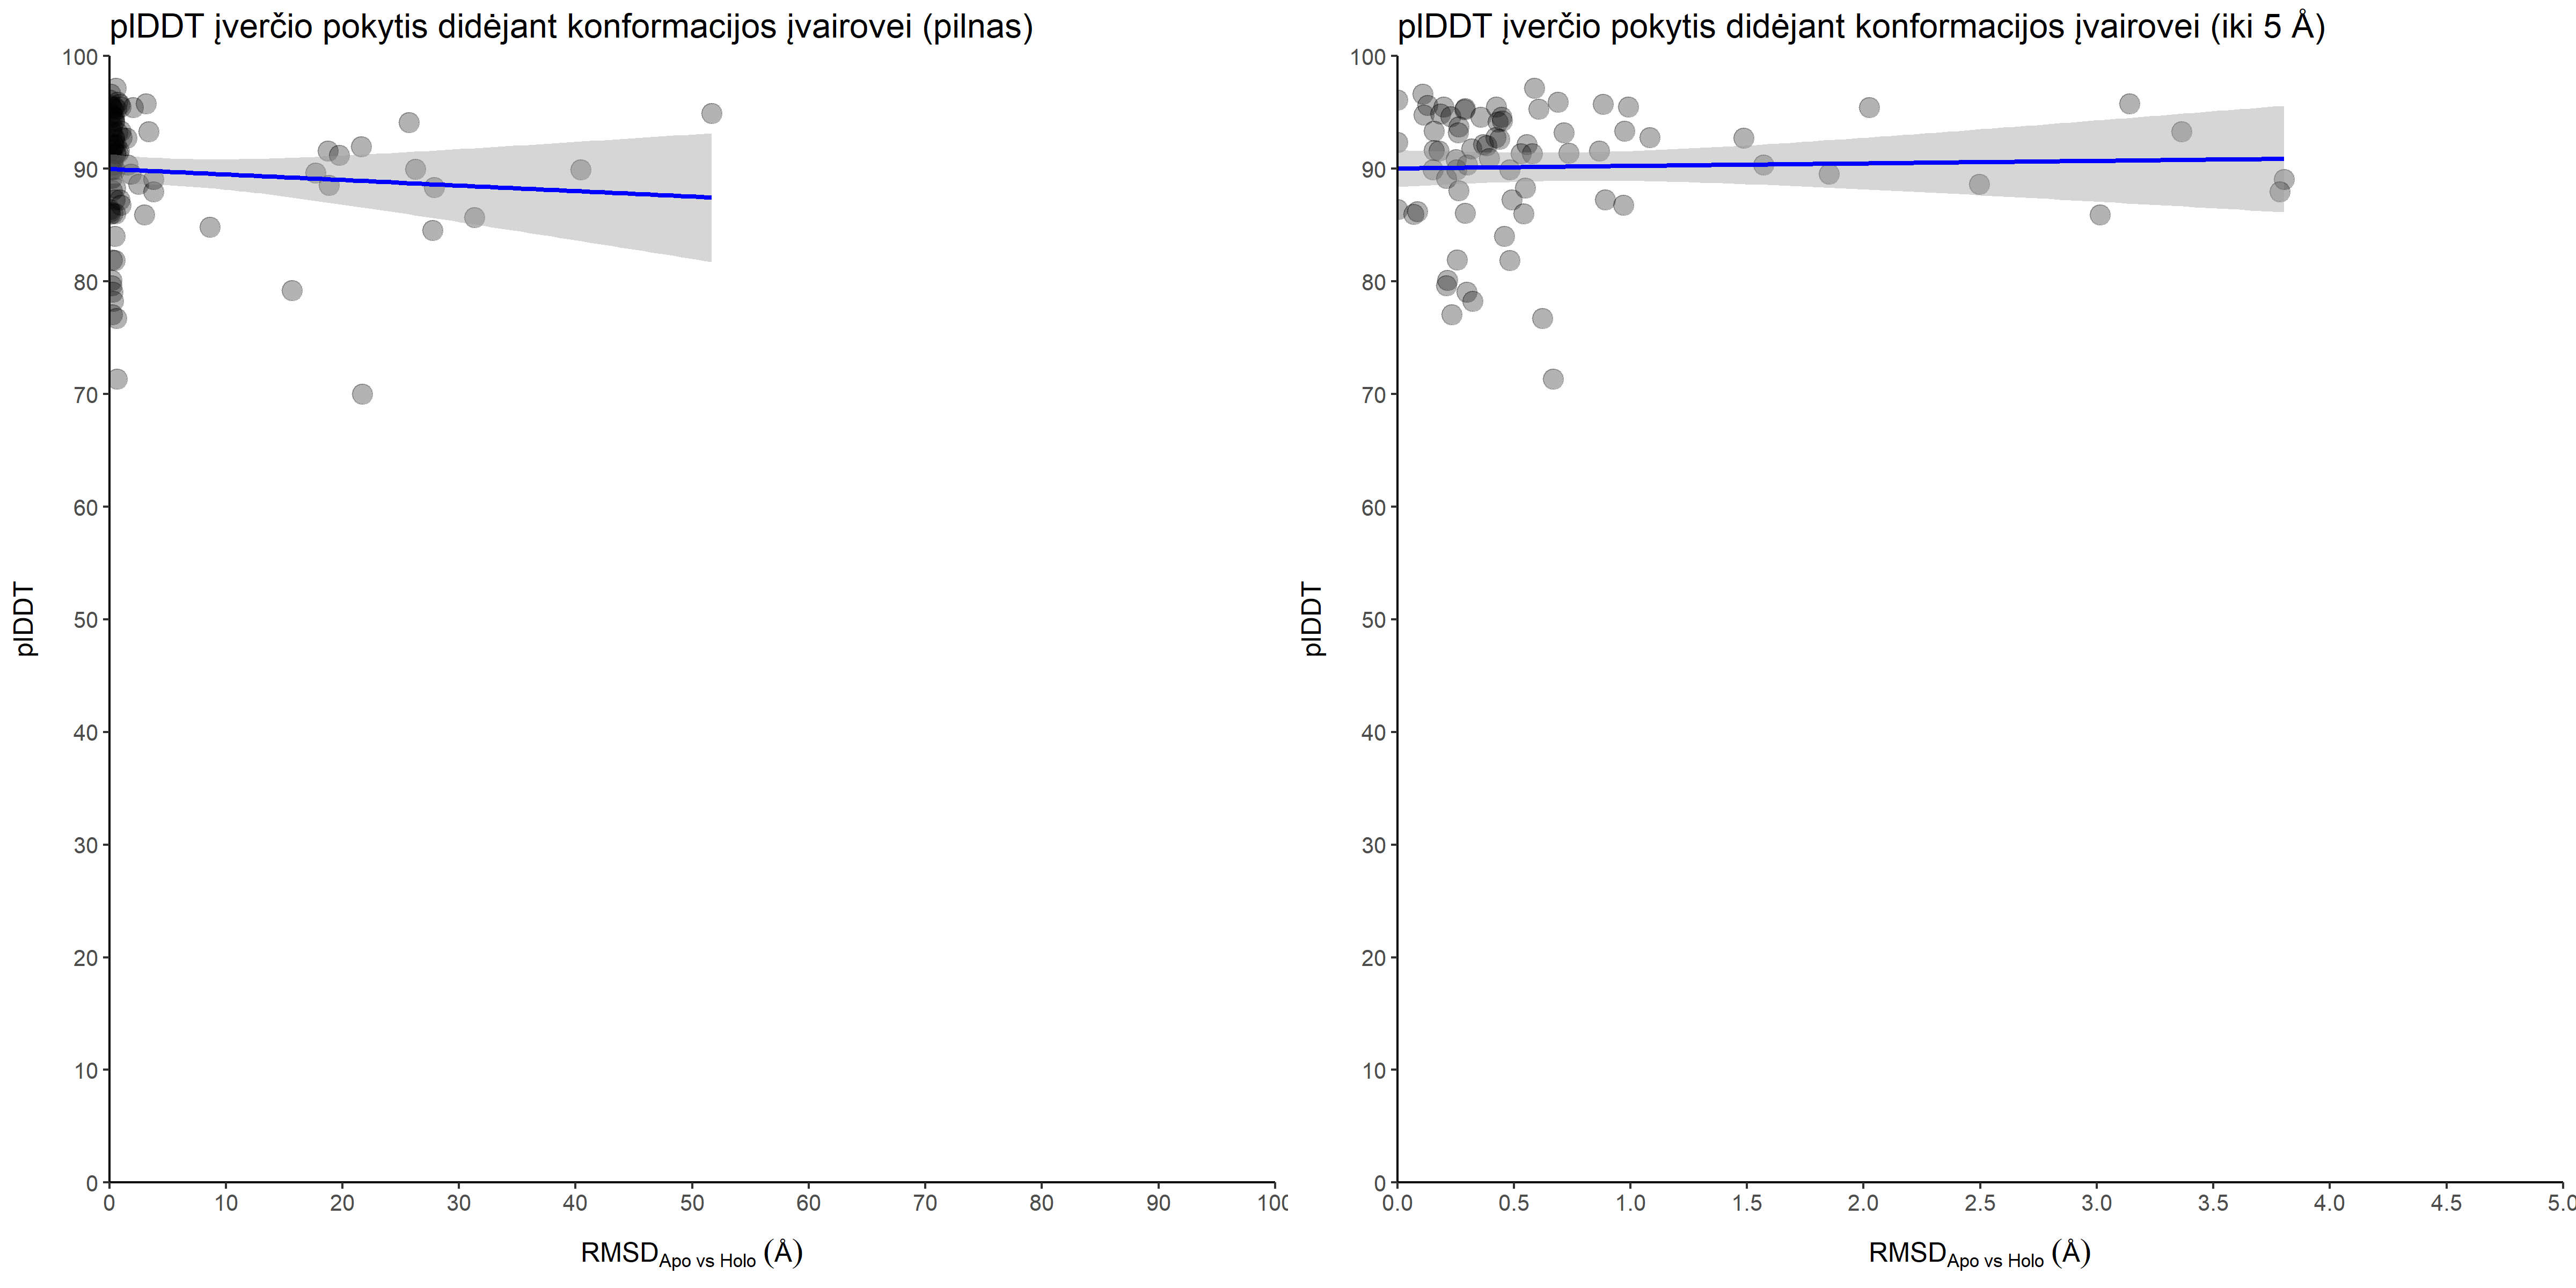 plDDT įverčio pokytis didėjant konformacijos įvairovei (pilnas)
100
90
80
70
60
50
40
30
20
10
0
plDDT
0 10 20 30 40 50 60 70 80 90 100
RMSD Apo vs Holo (Å)
plDDT įverčio pokytis didėjant konformacijos įvairovei (iki 5 Å)
100
90
80
70
60
50
40
30
20
10
0
plDDT
0.0 0.5 1.0 1.5 2.0 2.5 3.0 3.5 4.0 4.5 5.0
RMSD Apo vs Holo (Å)